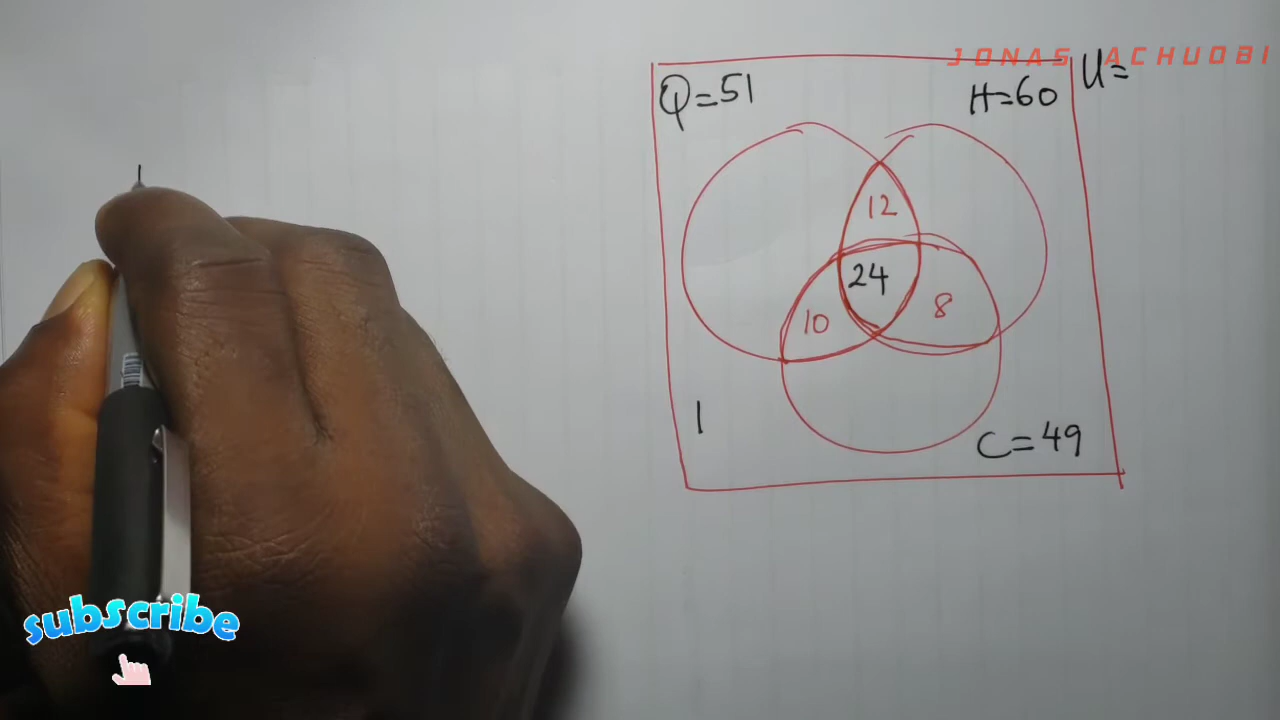 JONAS ACHUOBI
Q=51
H=60
U=
12
24
10
8
1
C=49
subscribe